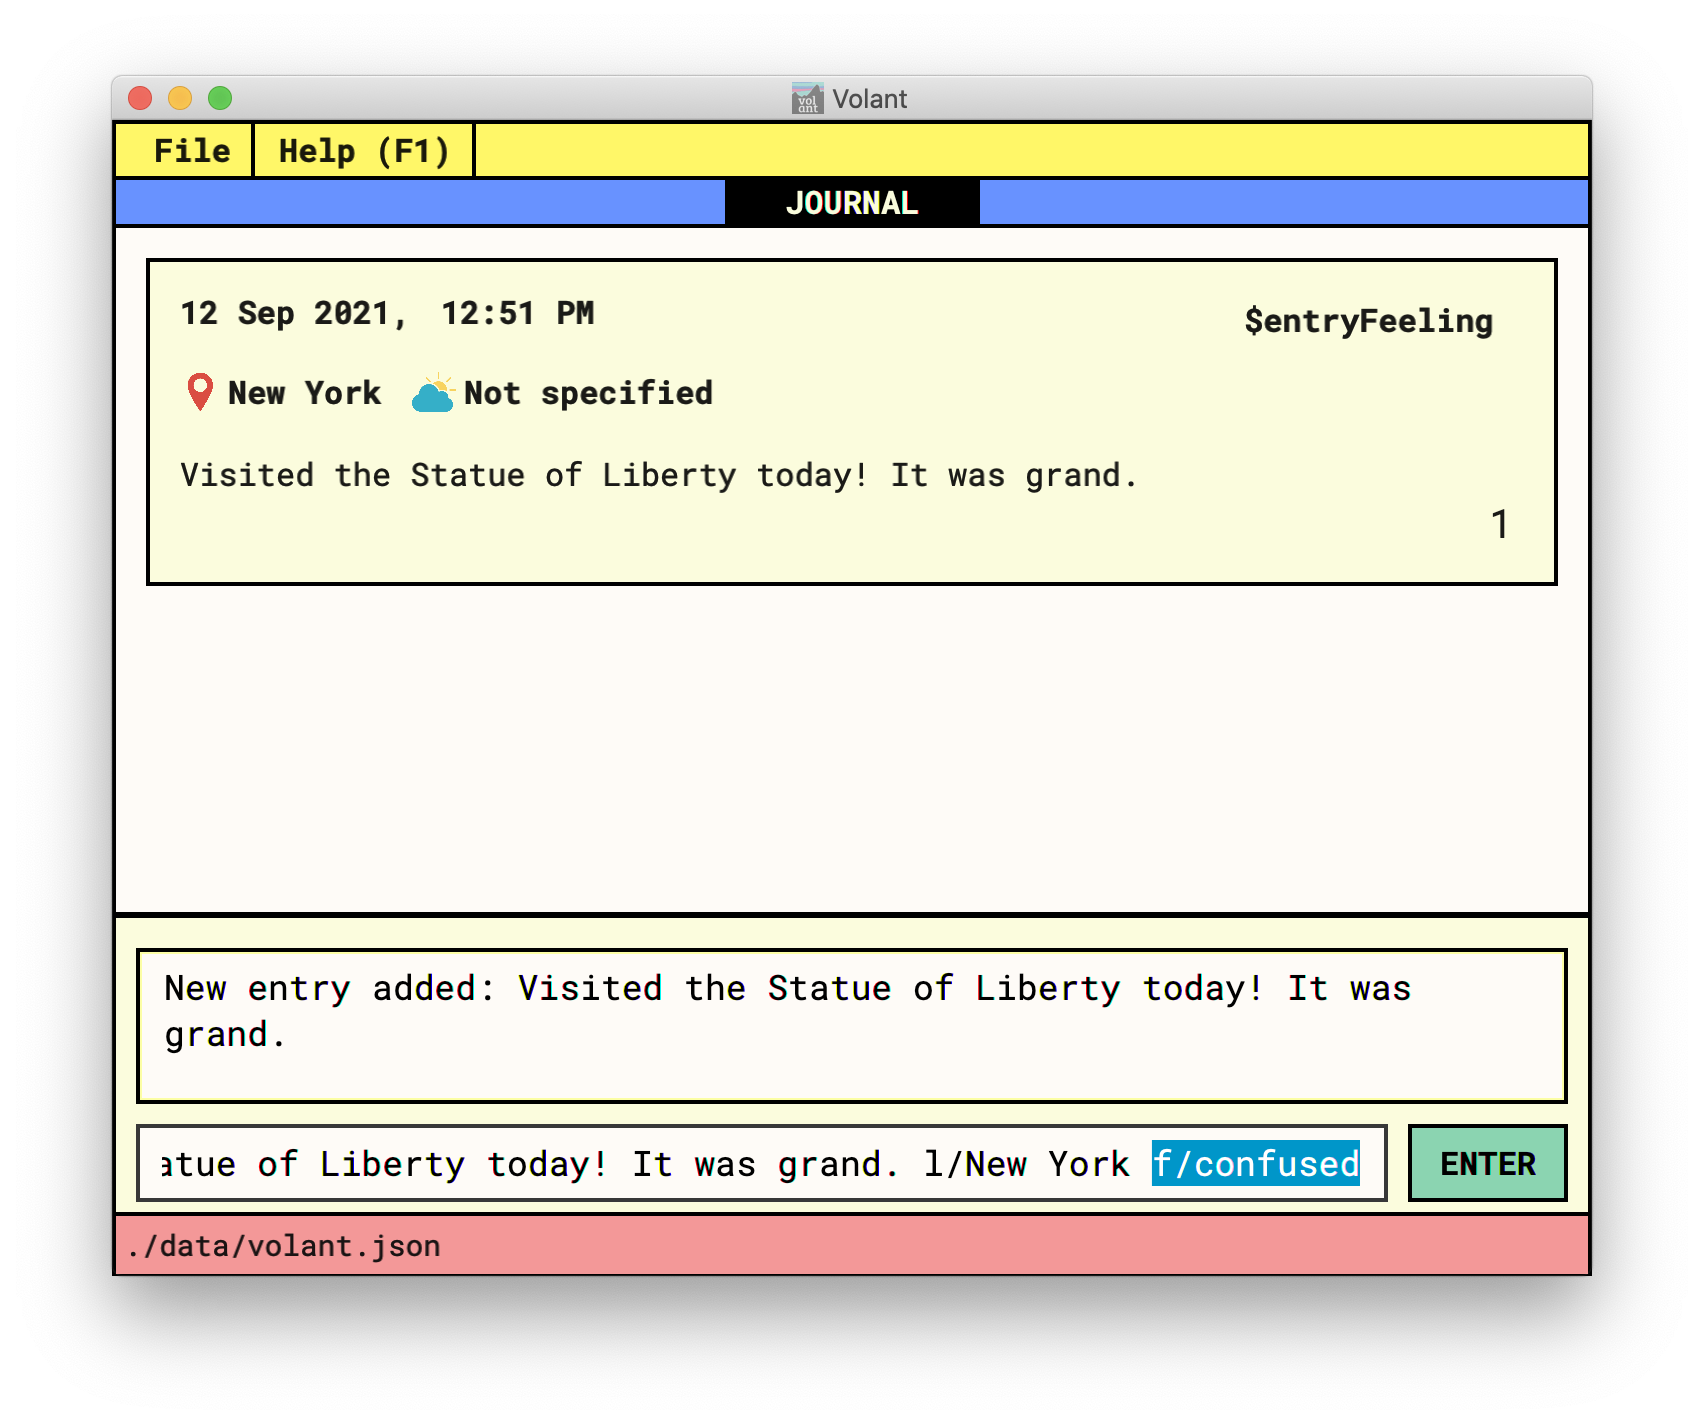 vol
ant
Volant
File Help (F1)
JOURNAL
12 Sep 2021, 12:51 PM
$entryFeeling
New York Not specified
Visited the Statue of Liberty today! It was grand.
1
New entry added: Visited the Statue of Liberty today! It was
grand.
atue of Liberty today! It was grand. l/New York f/confused
ENTER
./data/volant.json